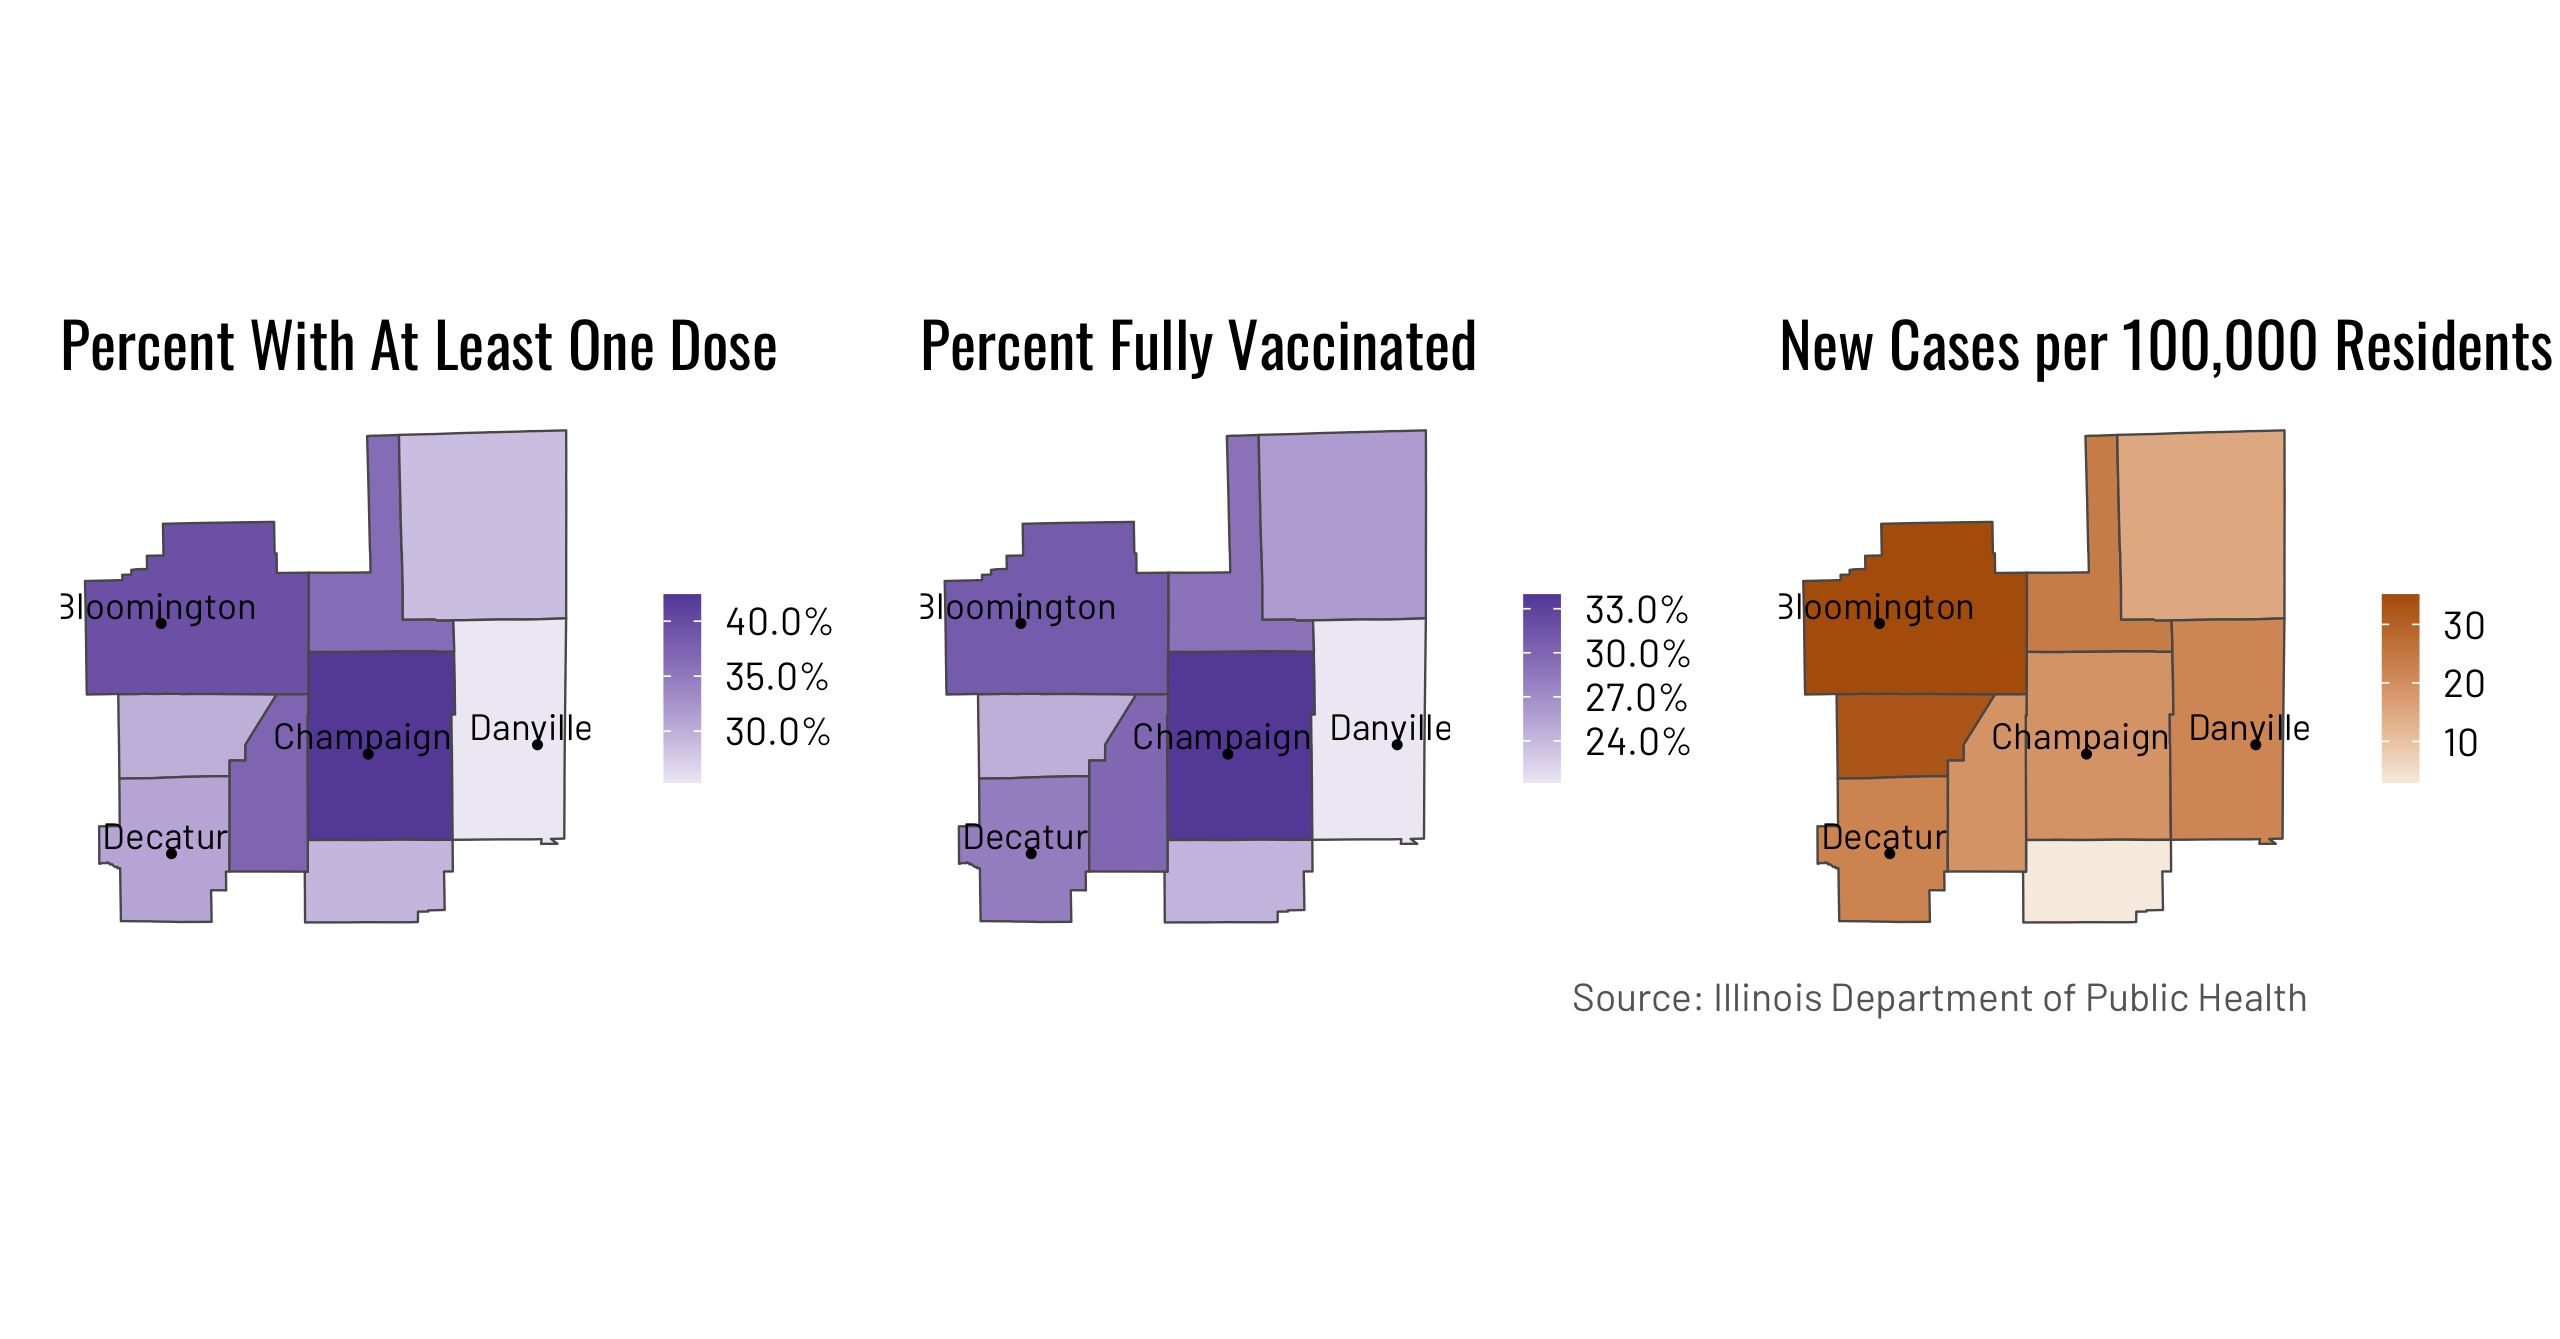 Percent With At Least One Dose
Bloomington
Champaign
Danville
Decatur
40.0%
35.0%
30.0%
Percent Fully Vaccinated
Bloomington
Champaign
Danville
Decatur
33.0%
30.0%
27.0%
24.0%
New Cases per 100,000 Residents
Bloomington
Champaign
Danville
Decatur
30
20
10
Source: Illinois Department of Public Health